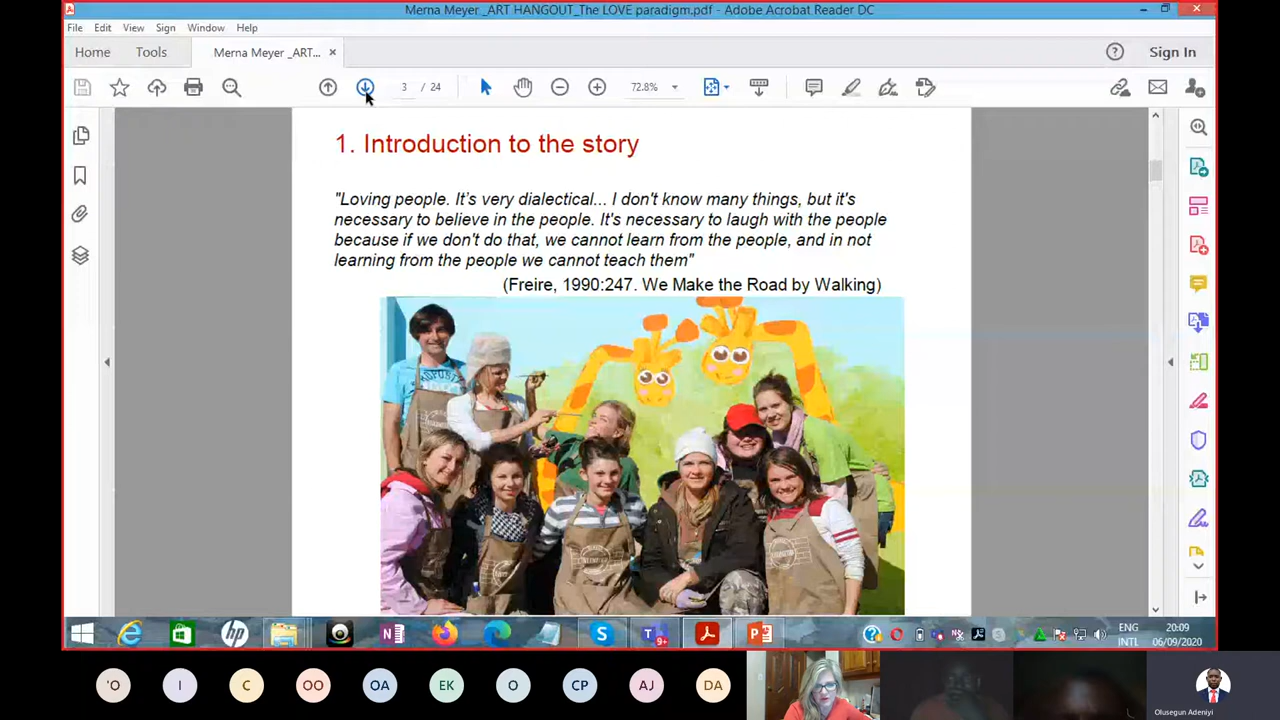 Merna Meyer _ART HANGOUT_The LOVE paradigm.pdf - Adobe Acrobat Reader DC
File Edit View Sign Window Help
Home Tools Merna Meyer _ART... × Sign In
3 / 24 72.8%
1. Introduction to the story
"Loving people. It's very dialectical... I don't know many things, but it's
necessary to believe in the people. It's necessary to laugh with the people
because if we don't do that, we cannot learn from the people, and in not
learning from the people we cannot teach them"
(Freire, 1990:247. We Make the Road by Walking)
ENG 20:09
INTL 06/09/2020
'O I C OO OA EK O CP AJ DA
Olusegun Adeniyi